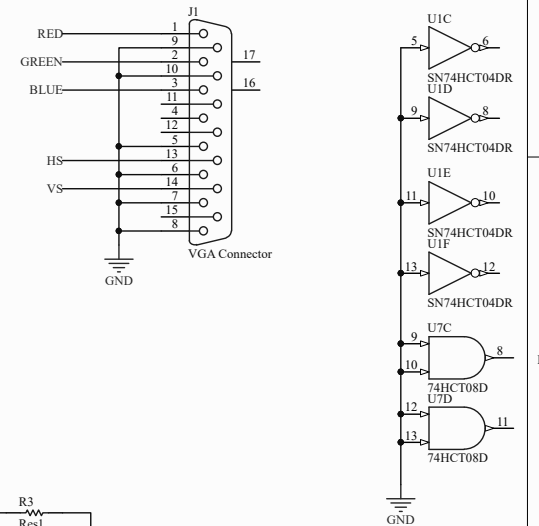 J1
RED
1
9
GREEN
2
17
10
BLUE
3
16
11
4
12
5
HS
13
6
VS
14
7
15
8
VGA Connector
GND
U1C
5
6
SN74HCT04DR
U1D
9
8
SN74HCT04DR
U1E
11
10
SN74HCT04DR
U1F
13
12
SN74HCT04DR
U7C
9
8
10
74HCT08D
U7D
12
11
13
74HCT08D
GND
R3
Res1